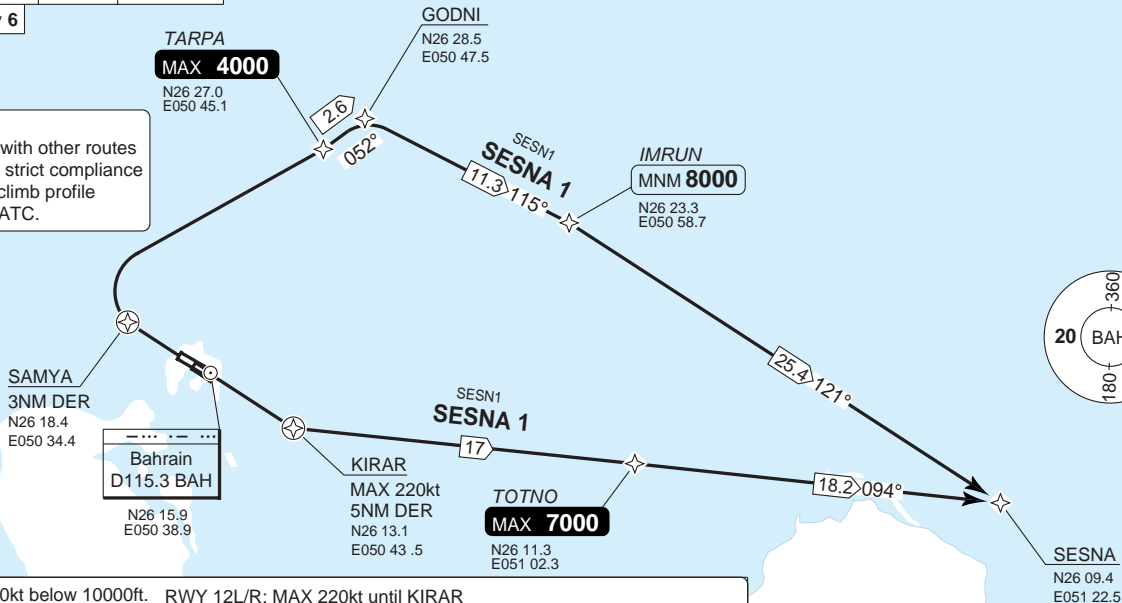 6
GODNI
N26 28.5
E050 47.5
TARPA
MAX 4000
N26 27.0
E050 45.1
2.6
052°
with other routes
strict compliance
climb profile
ATC.
SESN1
SESNA 1
11.3
115°
IMRUN
MNM 8000
N26 23.3
E050 58.7
360
20
BAH
180
25.4
121°
SAMYA
3NM DER
N26 18.4
E050 34.4
Bahrain
D115.3 BAH
N26 15.9
E050 38.9
SESN1
SESNA 1
17
KIRAR
MAX 220kt
5NM DER
N26 13.1
E050 43 .5
TOTNO
MAX 7000
N26 11.3
E051 02.3
18.2
094°
SESNA
N26 09.4
E051 22.5
0kt below 10000ft. RWY 12L/R: MAX 220kt until KIRAR